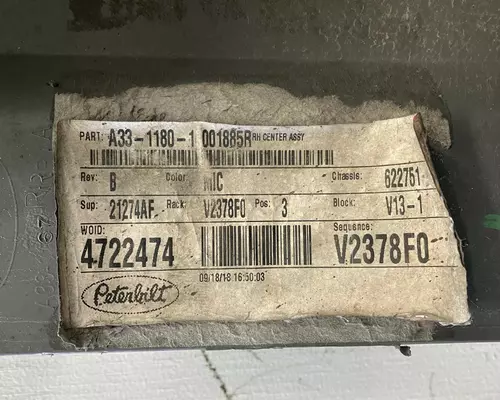 PART: A33-1180-1 001885R RH CENTER ASSY
Rev: B Color: MIC Chassis: 622751
Sup: 21274AF Rack: V2378F0 Pos: 3 Block: V13-1
WOID: Sequence:
4722474 V2378F0
09/18/18 16:50:03
Peterbilt